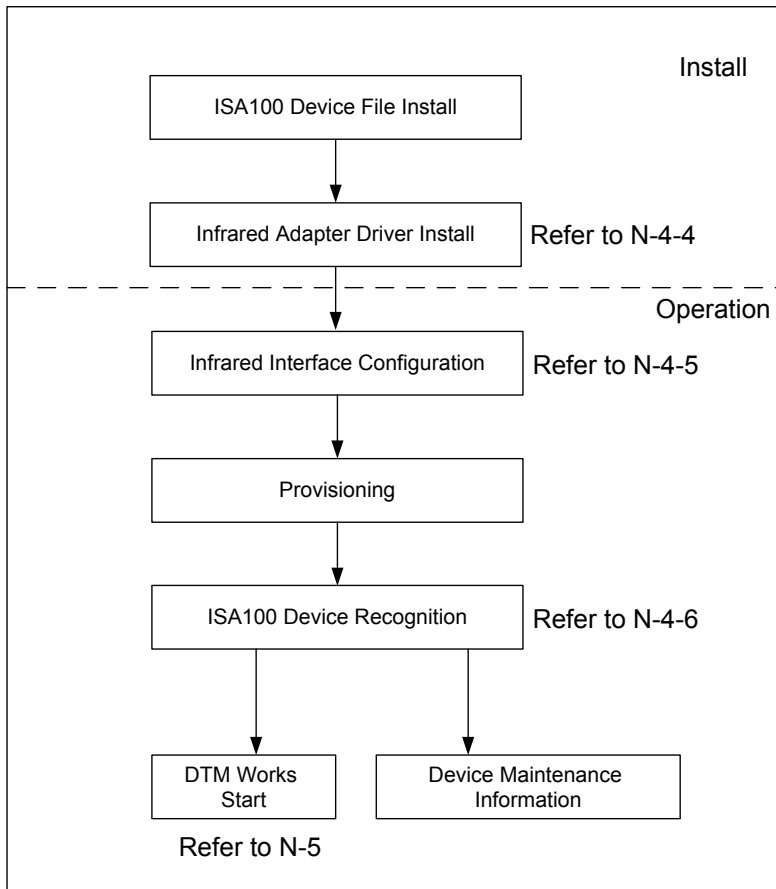 Install
ISA100 Device File Install
Infrared Adapter Driver Install
Refer to N-4-4
Operation
Infrared Interface Configuration
Refer to N-4-5
Provisioning
ISA100 Device Recognition
Refer to N-4-6
DTM Works
Start
Device Maintenance
Information
Refer to N-5